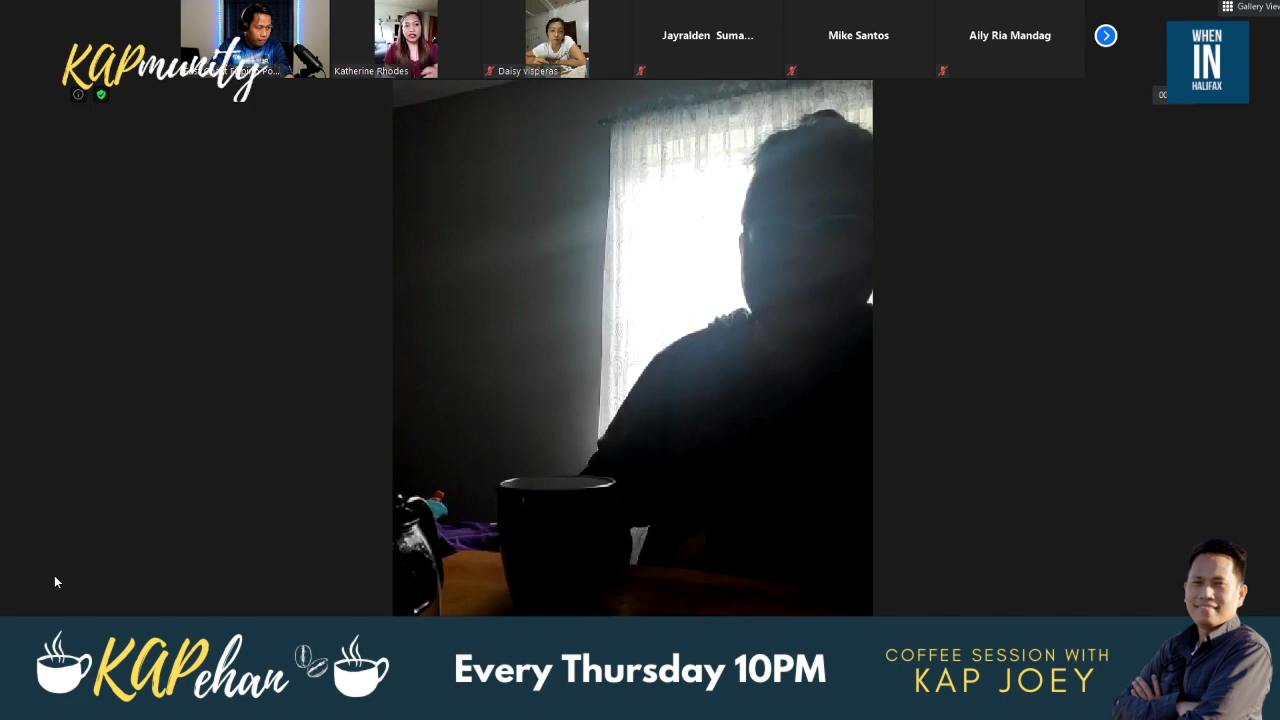 Gallery View
Jayralden Suma...
Mike Santos
Aily Ria Mandag
Katherine Rhodes
Daisy visperas
KAPmunity
WHEN
IN
HALIFAX
00
KAPehan
Every Thursday 10PM
COFFEE SESSION WITH
KAP JOEY